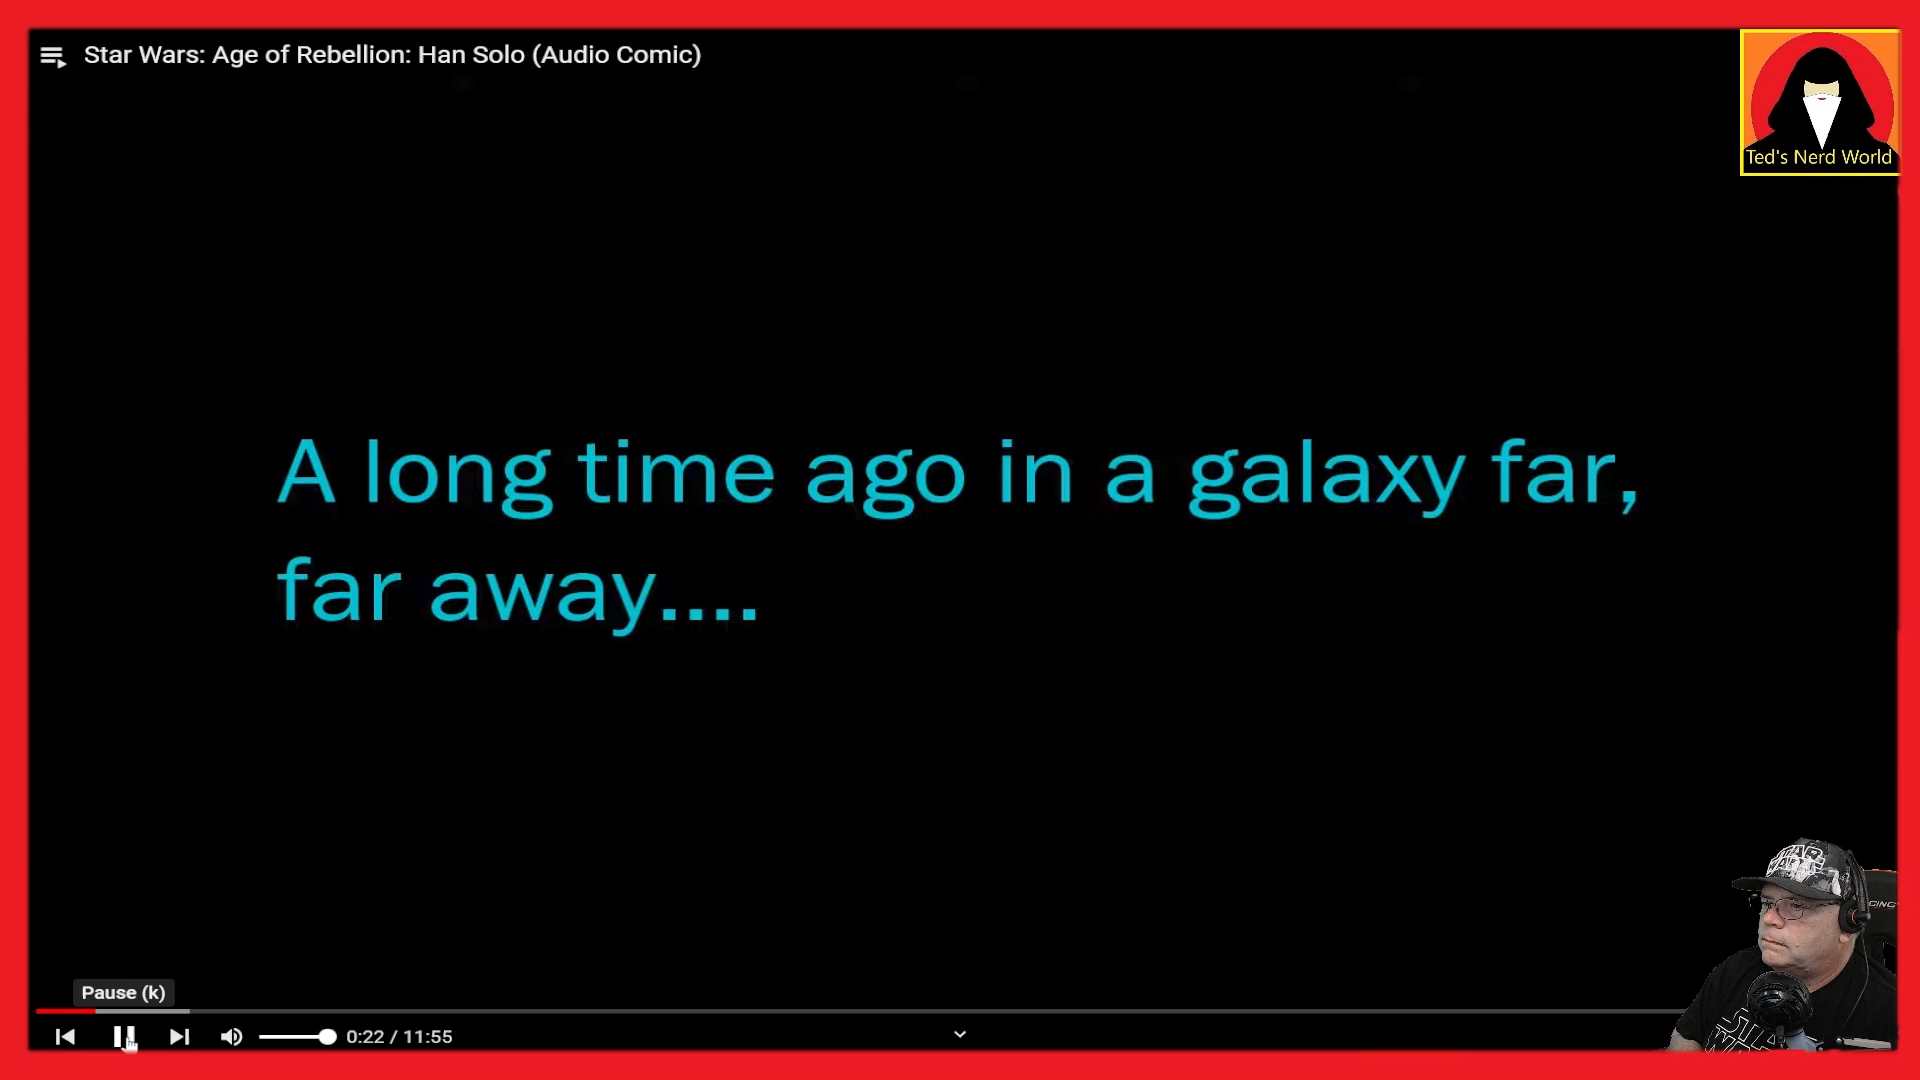 Star Wars: Age of Rebellion: Han Solo (Audio Comic)
Ted's Nerd World
A long time ago in a galaxy far,
far away....
Pause (k)
0:22 / 11:55